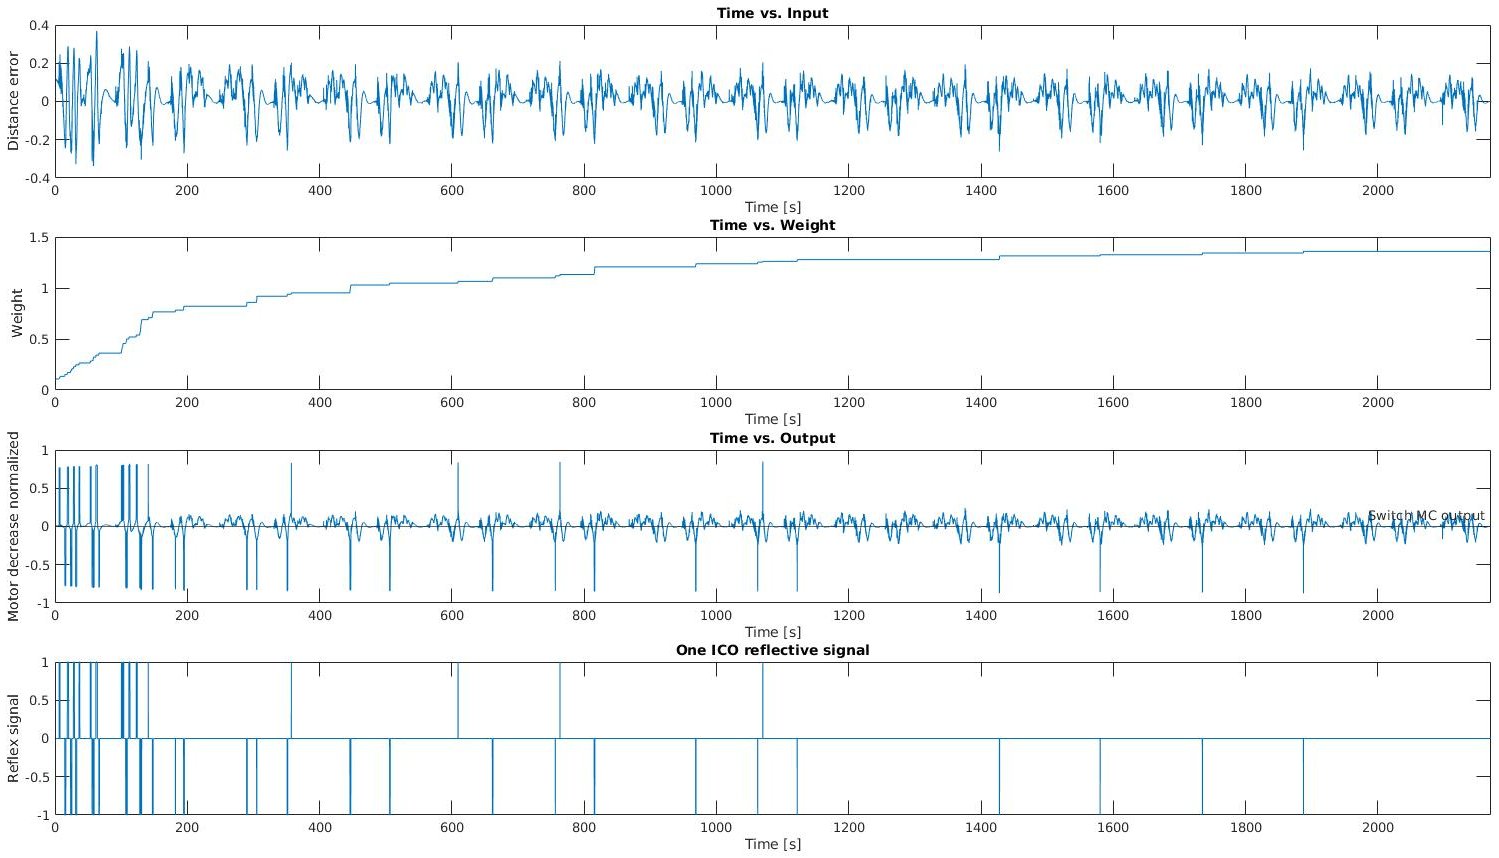 Time vs. Input
Distance error
0.4
0.2
0
-0.2
-0.4
0 200 400 600 800 1000 1200 1400 1600 1800 2000
Time [s]
Time vs. Weight
Weight
1.5
1
0.5
0
0 200 400 600 800 1000 1200 1400 1600 1800 2000
Time [s]
Time vs. Output
Motor decrease normalized
1
0.5
0
-0.5
-1
Switch MC output
0 200 400 600 800 1000 1200 1400 1600 1800 2000
Time [s]
One ICO reflective signal
Reflex signal
1
0.5
0
-0.5
-1
0 200 400 600 800 1000 1200 1400 1600 1800 2000
Time [s]